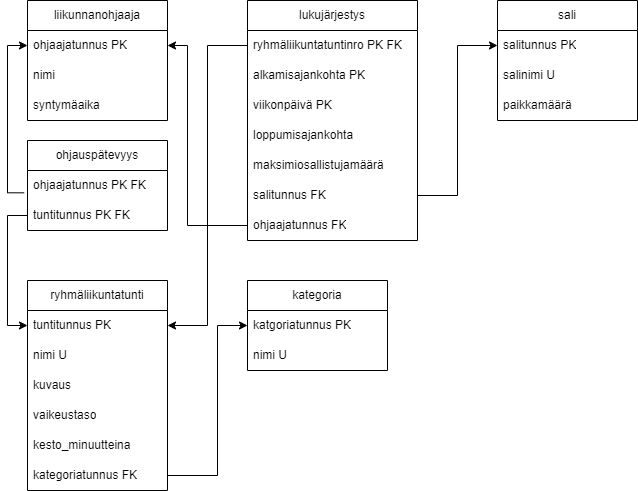 liikunnanohjaaja
ohjaajatunnus PK
nimi
syntymäaika
ohjauspätevyys
ohjaajatunnus PK FK
tuntitunnus PK FK
ryhmäliikuntatunti
tuntitunnus PK
nimi U
kuvaus
vaikeustaso
kesto_minuutteina
kategoriatunnus FK
lukujärjestys
ryhmäliikuntatuntinro PK FK
alkamisajankohta PK
viikonpäivä PK
loppumisajankohta
maksimiosallistujamäärä
salitunnus FK
ohjaajatunnus FK
kategoria
katgoriatunnus PK
nimi U
sali
salitunnus PK
salinimi U
paikkamäärä